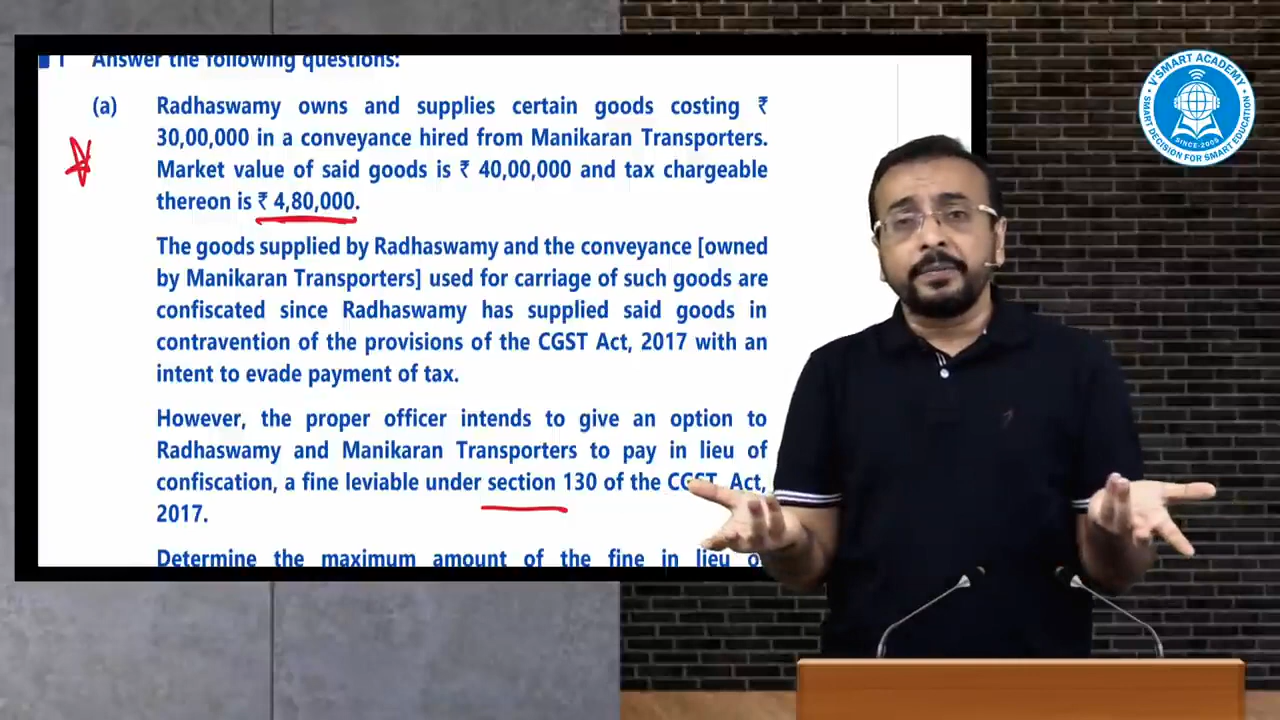 1 Answer the following questions:
(a) Radhaswamy owns and supplies certain goods costing ₹
30,00,000 in a conveyance hired from Manikaran Transporters.
Market value of said goods is ₹ 40,00,000 and tax chargeable
thereon is ₹ 4,80,000.
The goods supplied by Radhaswamy and the conveyance [owned
by Manikaran Transporters] used for carriage of such goods are
confiscated since Radhaswamy has supplied said goods in
contravention of the provisions of the CGST Act, 2017 with an
intent to evade payment of tax.
However, the proper officer intends to give an option to
Radhaswamy and Manikaran Transporters to pay in lieu of
confiscation, a fine leviable under section 130 of the CGST Act,
2017.
Determine the maximum amount of the fine in lieu of
V'SMART ACADEMY
SINCE-2005
SMART DECISION FOR SMART EDUCATION